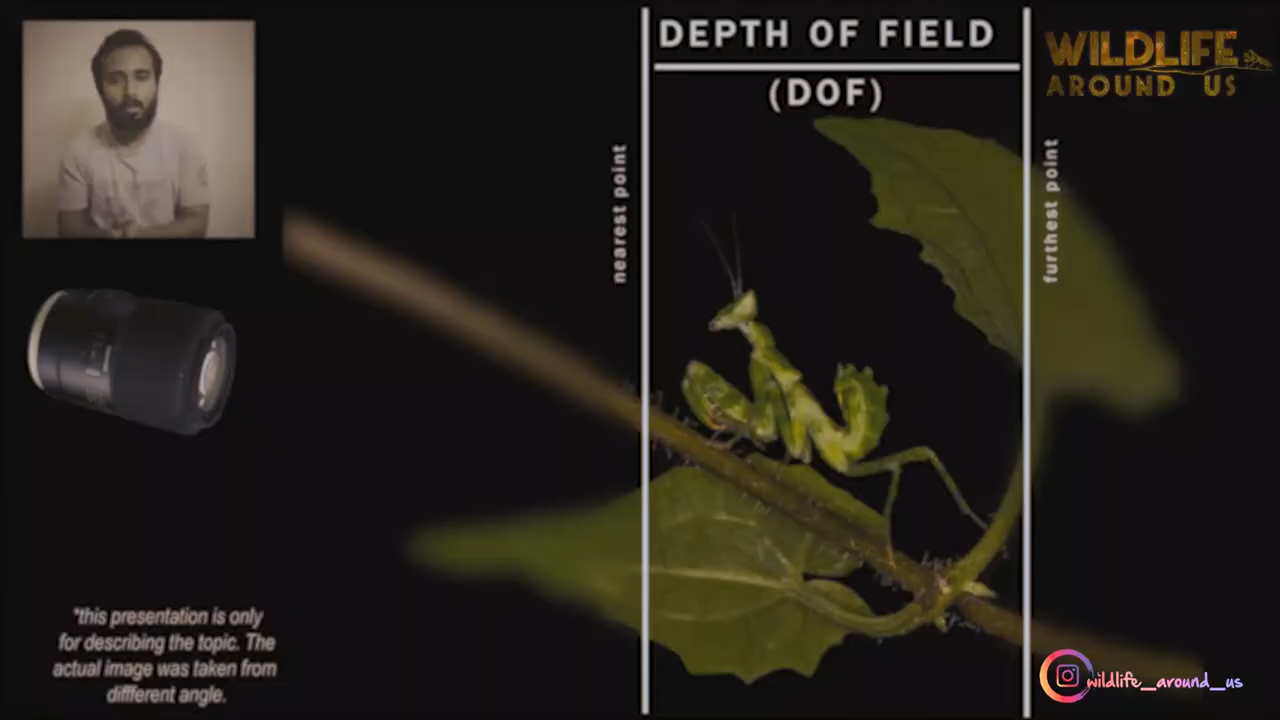 DEPTH OF FIELD
(DOF)
WILDLIFE
AROUND US
nearest point
furthest point
*this presentation is only
for describing the topic. The
actual image was taken from
diffferent angle.
wildlife_around_us